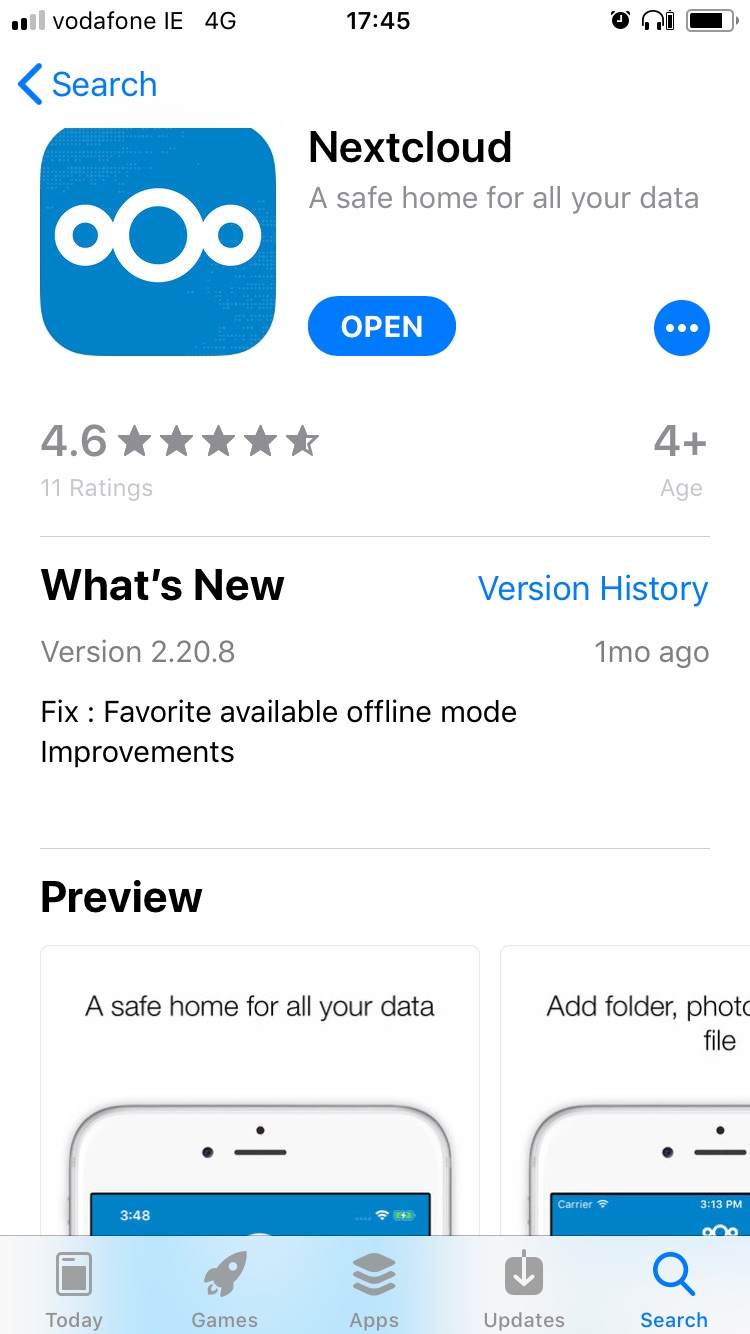 vodafone IE 4G 17:45
Search
Nextcloud
A safe home for all your data
OPEN
4.6
4+
11 Ratings
Age
What's New
Version History
Version 2.20.8
1mo ago
Fix : Favorite available offline mode
Improvements
Preview
A safe home for all your data
Add folder, photo
file
3:48
Carrier
3:13 PM
Today
Games
Apps
Updates
Search